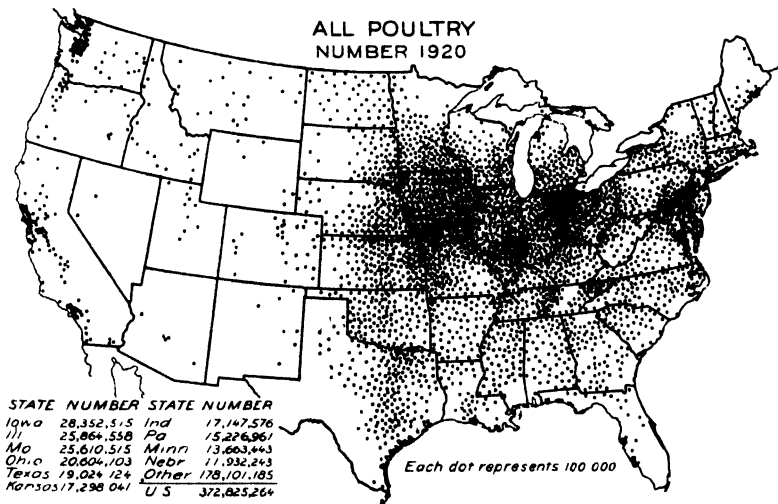 ALL POULTRY
NUMBER 1920
STATE NUMBER STATE NUMBER
Iowa 28,352,515 Ind 17,147,576
Ill 25,864,558 Pa 15,226,961
Mo 25,610,515 Minn 13,663,443
Ohio 20,604,103 Nebr 11,932,243
Texas 19,024 124 Other 178,101,185
Kansas 17,298 041 U S 372,825,264
Each dot represents 100 000